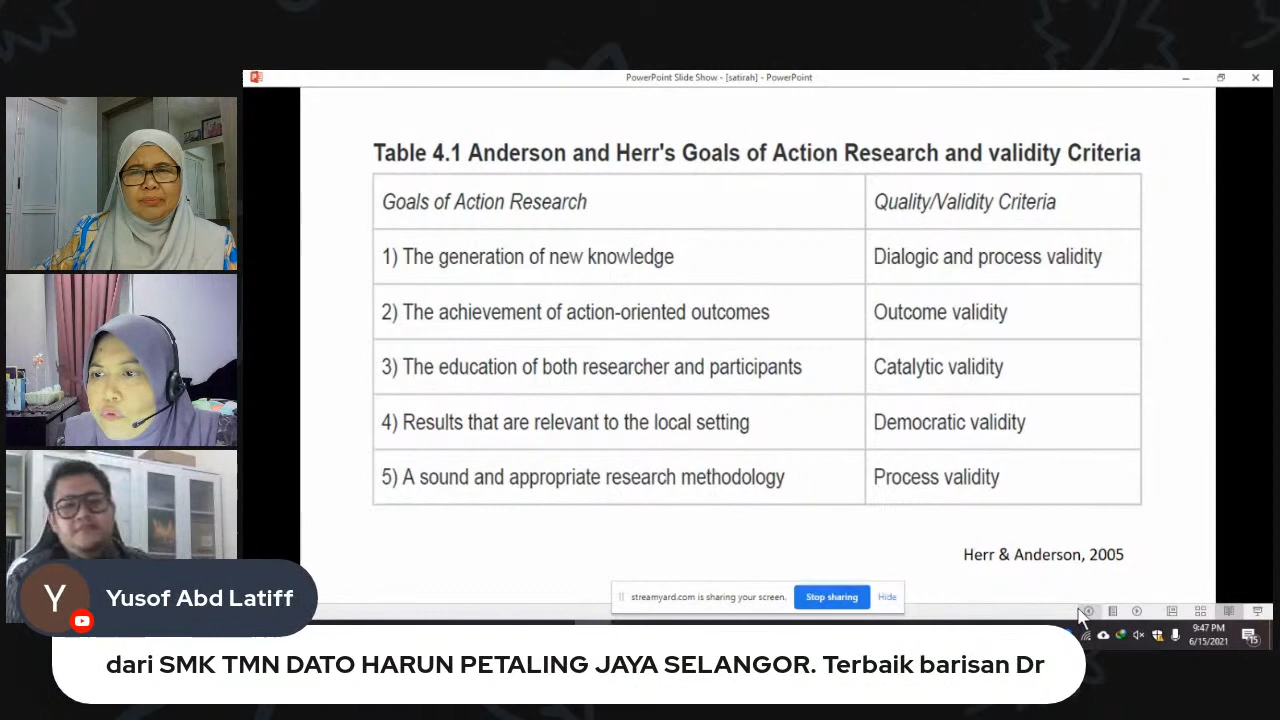 PowerPoint Slide Show - [satirah] - PowerPoint
Table 4.1 Anderson and Herr's Goals of Action Research and validity Criteria
Goals of Action Research Quality/Validity Criteria
1) The generation of new knowledge Dialogic and process validity
2) The achievement of action-oriented outcomes Outcome validity
3) The education of both researcher and participants Catalytic validity
4) Results that are relevant to the local setting Democratic validity
5) A sound and appropriate research methodology Process validity
Herr & Anderson, 2005
streamyard.com is sharing your screen. Stop sharing Hide
9:47 PM
6/15/2021
15
Y Yusof Abd Latiff
dari SMK TMN DATO HARUN PETALING JAYA SELANGOR. Terbaik barisan Dr